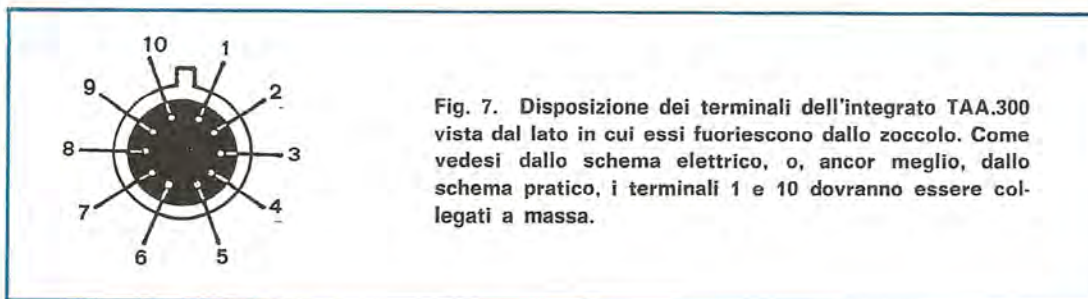 10 1
9 2
8 3
7 4
6 5
Fig. 7. Disposizione dei terminali dell'integrato TAA.300
vista dal lato in cui essi fuoriescono dallo zoccolo. Come
vedesi dallo schema elettrico, o, ancor meglio, dallo
schema pratico, i terminali 1 e 10 dovranno essere col-
legati a massa.